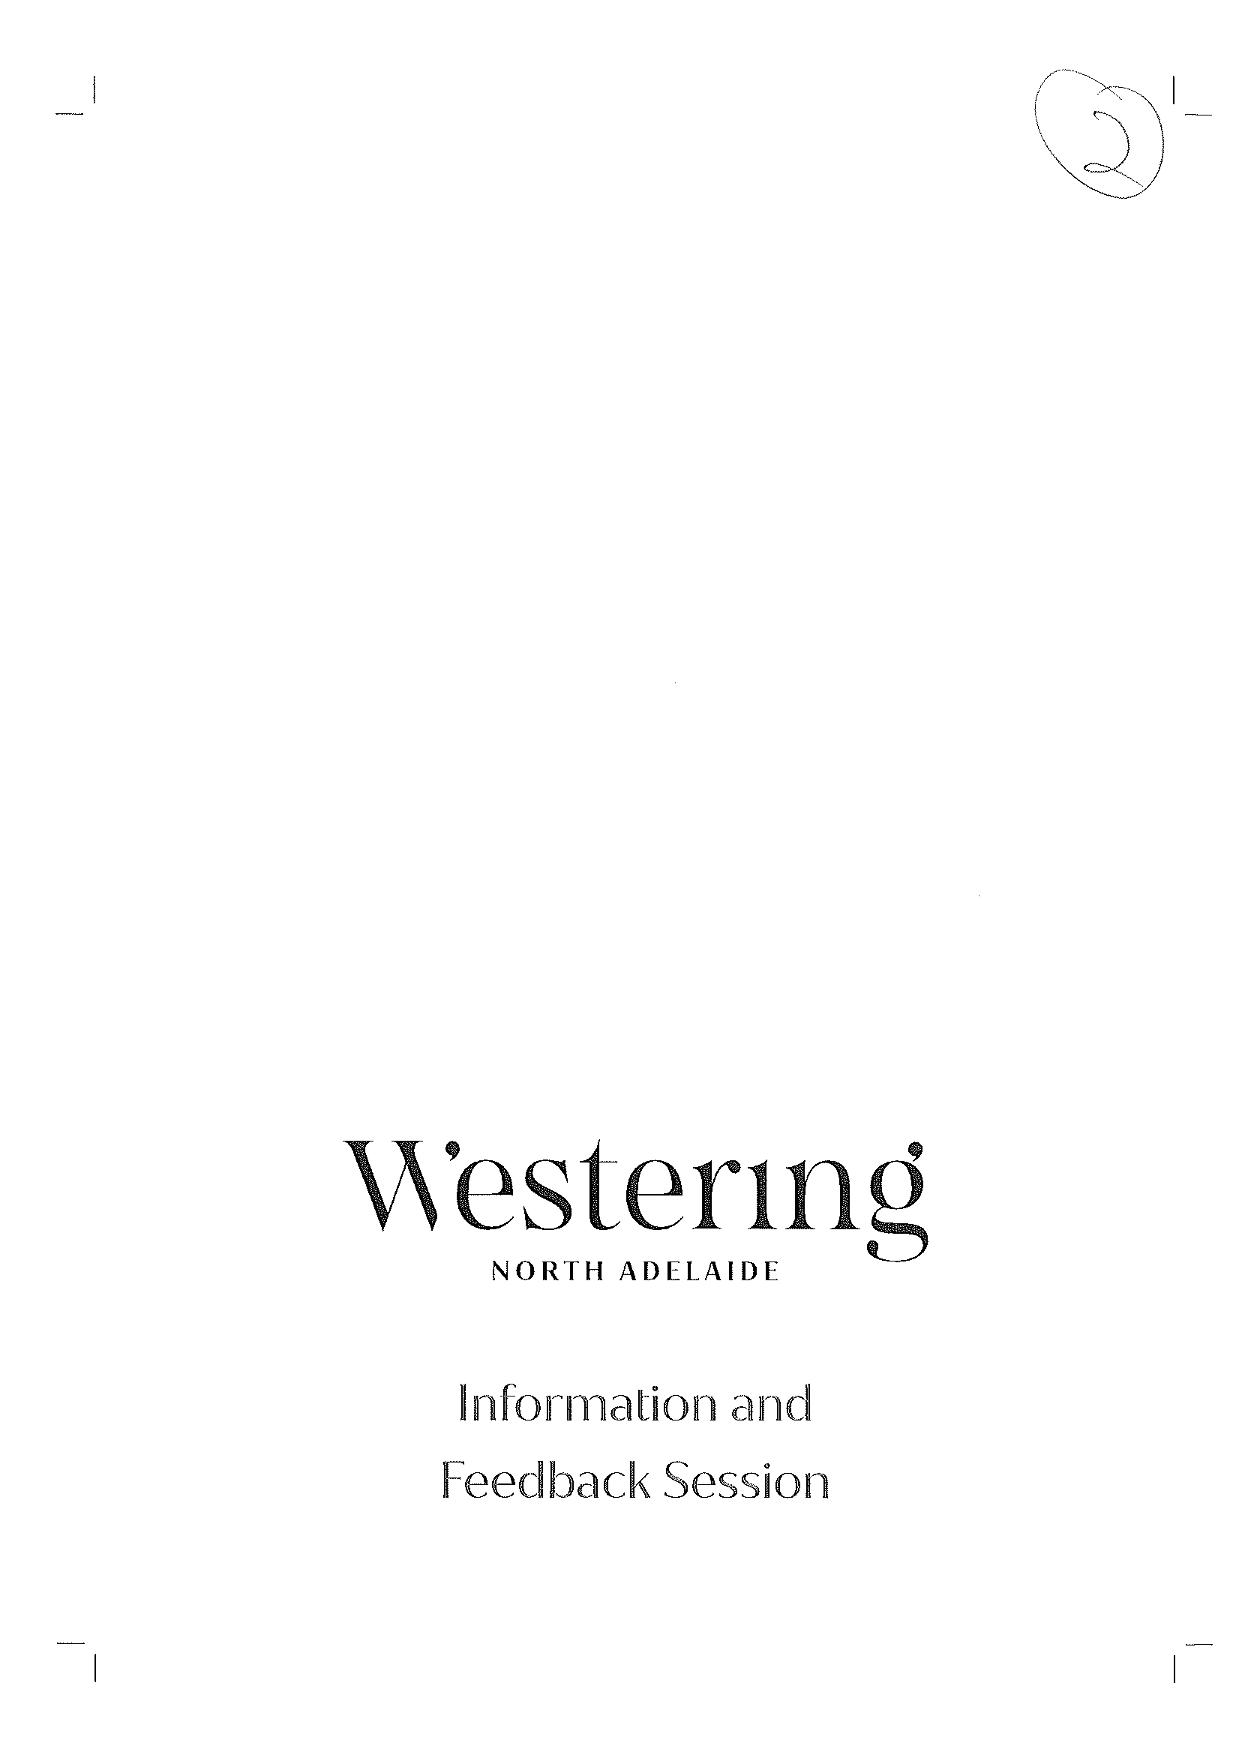 2
Westering
NORTH ADELAIDE
Information and
Feedback Session